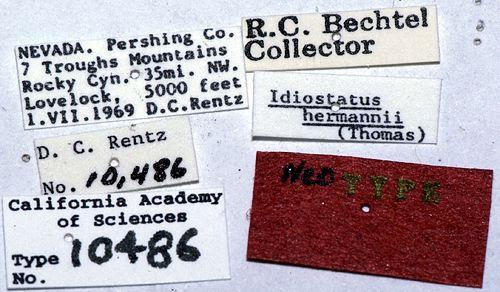 NEVADA. Pershing Co.
7 Troughs Mountains
Rocky Cyn. 35mi. NW.
Lovelock, 5000 feet
1.VII.1969 D.C.Rentz
R.C. Bechtel
Collector
Idiostatus
hermannii
(Thomas)
D. C. Rentz
No. 10,486
California Academy
of Sciences
Type 10486
No.
NEO TYPE